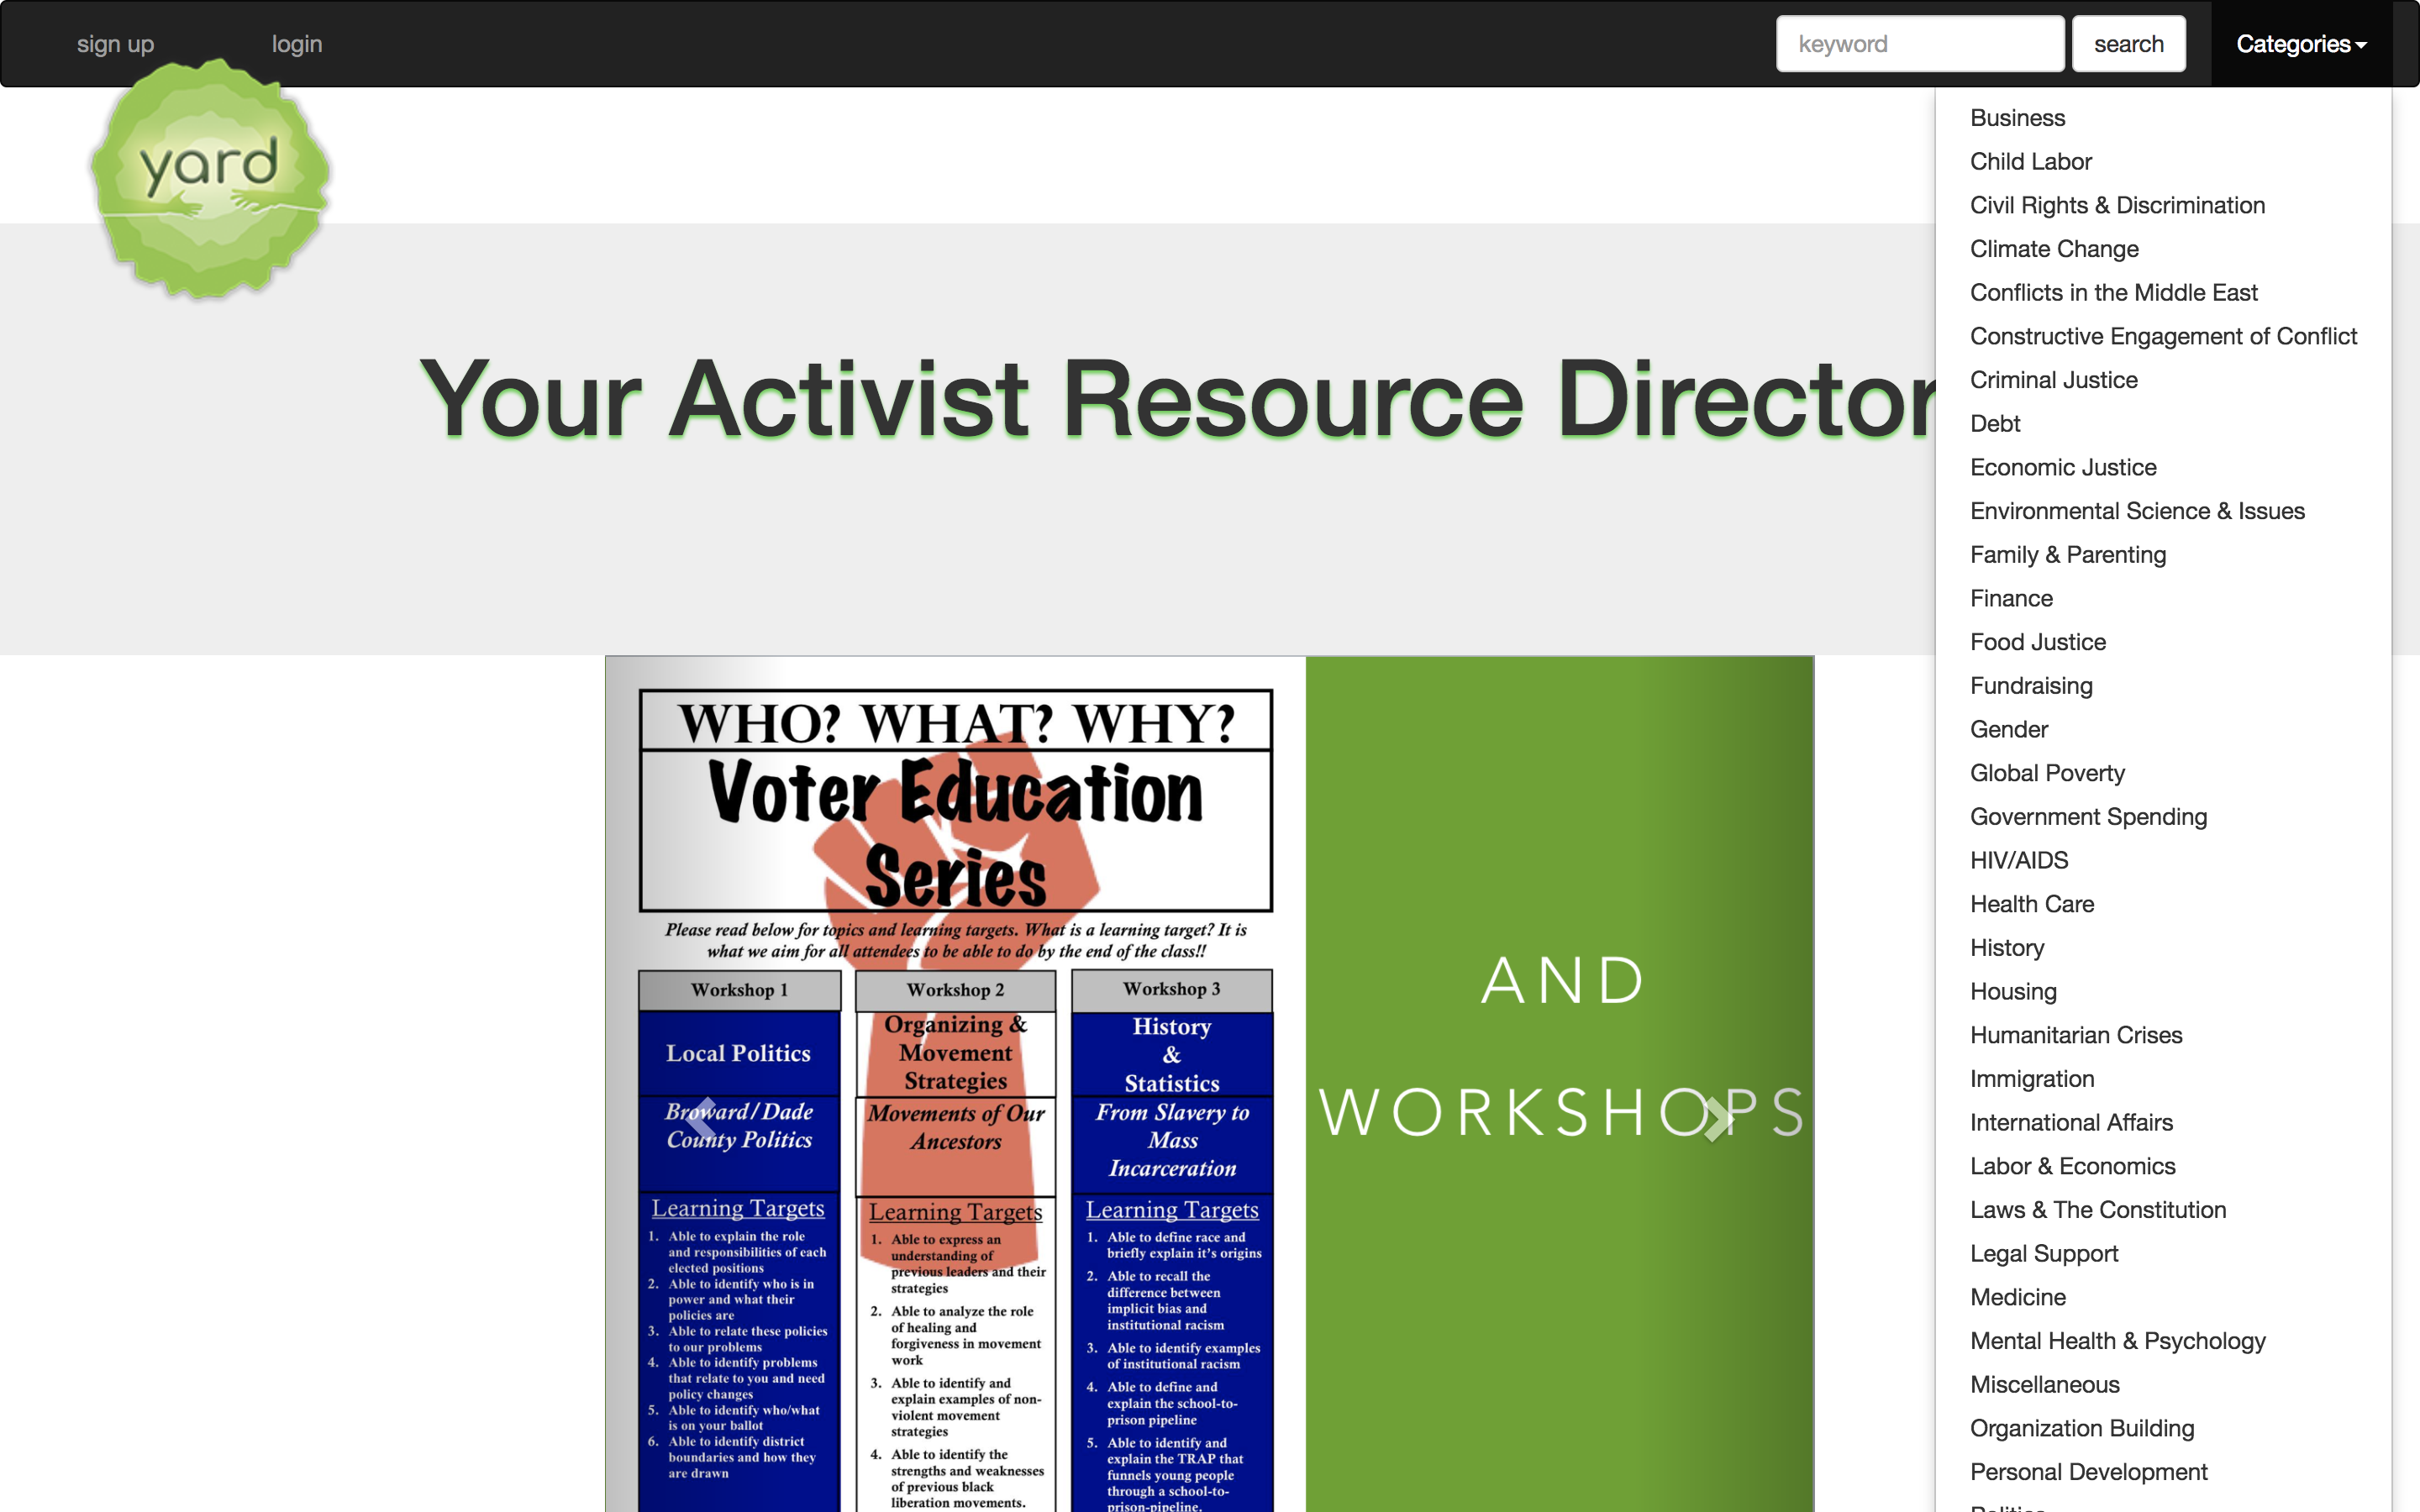 sign up
login
keyword
search
Categories
yard
Your Activist Resource Director
Business
Child Labor
Civil Rights & Discrimination
Climate Change
Conflicts in the Middle East
Constructive Engagement of Conflict
Criminal Justice
Debt
Economic Justice
Environmental Science & Issues
Family & Parenting
Finance
Food Justice
Fundraising
Gender
Global Poverty
Government Spending
HIV/AIDS
Health Care
History
Housing
Humanitarian Crises
Immigration
International Affairs
Labor & Economics
Laws & The Constitution
Legal Support
Medicine
Mental Health & Psychology
Miscellaneous
Organization Building
Personal Development
WHO? WHAT? WHY?
Voter Education
Series
Please read below for topics and learning targets. What is a learning target? It is
what we aim for all attendees to be able to do by the end of the class!!
Workshop 1
Local Politics
Broward/Dade
County Politics
Learning Targets
1. Able to explain the role
and responsibilities of each
elected positions
2. Able to identify who is in
power and what their
policies are
3. Able to relate these policies
to our problems
4. Able to identify problems
that relate to you and need
policy changes
5. Able to identify who/what
is on your ballot
6. Able to identify district
boundaries and how they
are drawn
Workshop 2
Organizing &
Movement
Strategies
Movements of Our
Ancestors
Learning Targets
1. Able to express an
understanding of
previous leaders and their
strategies
2. Able to analyze the role
of healing and
forgiveness in movement
work
3. Able to identify and
explain examples of non-
violent movement
strategies
4. Able to identify the
strengths and weaknesses
of previous black
liberation movements.
Workshop 3
History
&
Statistics
From Slavery to
Mass
Incarceration
Learning Targets
1. Able to define race and
briefly explain it's origins
2. Able to recall the
difference between
implicit bias and
institutional racism
3. Able to identify examples
of institutional racism
4. Able to define and
explain the school-to-
prison pipeline
5. Able to identify and
explain the TRAP that
funnels young people
through a school-to-
prison-pipeline.
AND
WORKSHOPS